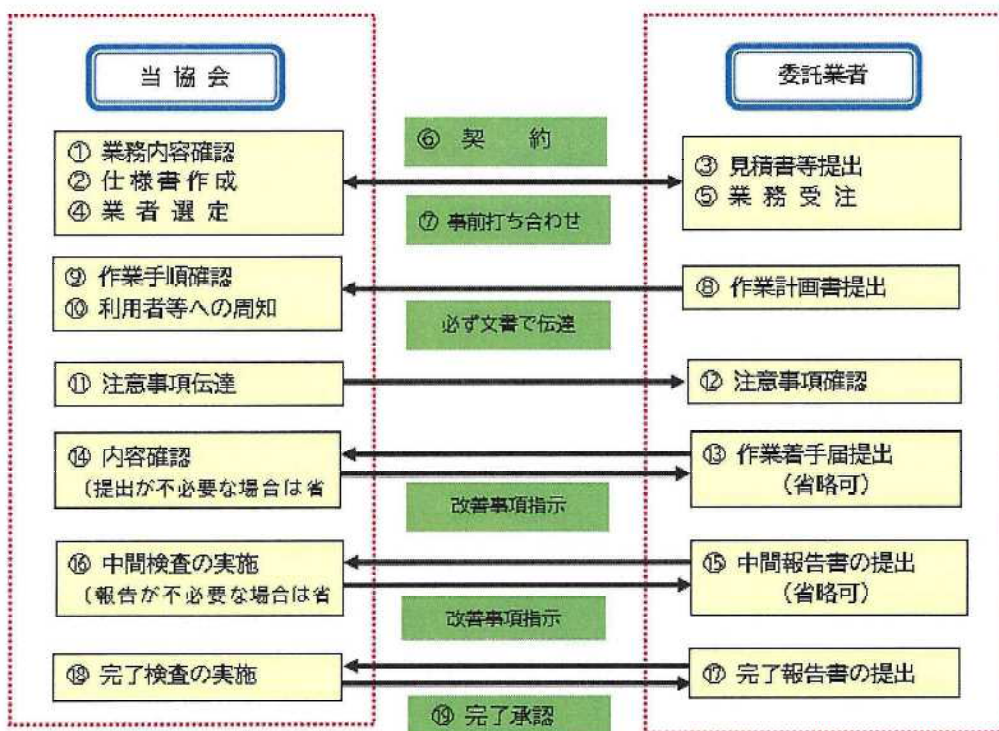 当協会
委託業者
① 業務内容確認
② 仕様書作成
④ 業者選定
⑥ 契約
⑦ 事前打ち合わせ
③ 見積書等提出
⑤ 業務受注
⑨ 作業手順確認
⑩ 利用者等への周知
必ず文書で伝達
⑧ 作業計画書提出
⑪ 注意事項伝達
⑫ 注意事項確認
⑭ 内容確認
(提出が不必要な場合は省
改善事項指示
⑬ 作業着手届提出
(省略可)
⑯ 中間検査の実施
(報告が不必要な場合は省
改善事項指示
⑮ 中間報告書の提出
(省略可)
⑱ 完了検査の実施
⑰ 完了報告書の提出
⑲ 完了承認